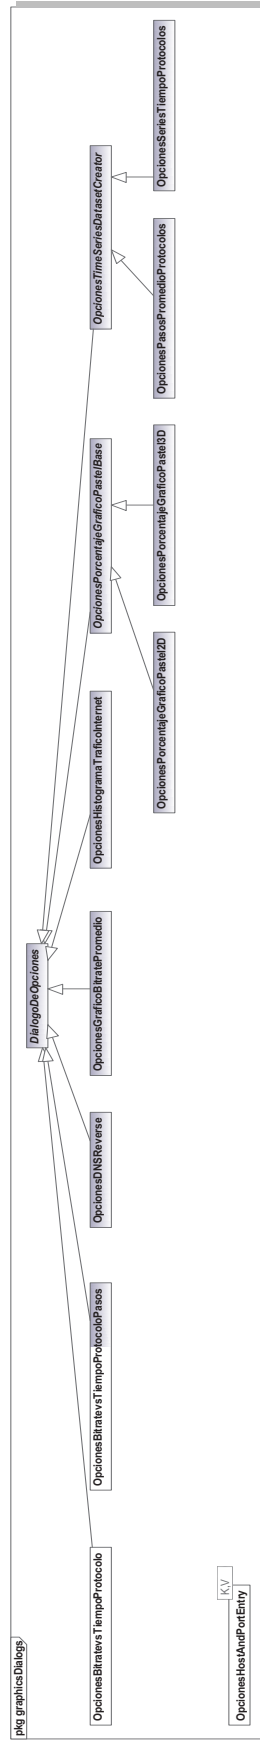 pkg graphicsDialogs
DialogoDeOpciones
OpcionesBitratevsTiempoProtocolo
OpcionesBitratevsTiempoProtocoloPasos
OpcionesDNSReverse
OpcionesGraficoBitratePromedio
OpcionesHistogramaTraficoInternet
OpcionesPorcentajeGraficoPastelBase
OpcionesTimeSeriesDatasetCreator
OpcionesPorcentajeGraficoPastel2D
OpcionesPorcentajeGraficoPastel3D
OpcionesPasosPromedioProtocolos
OpcionesSeriesTiempoProtocolos
K,V
OpcionesHostAndPortEntry